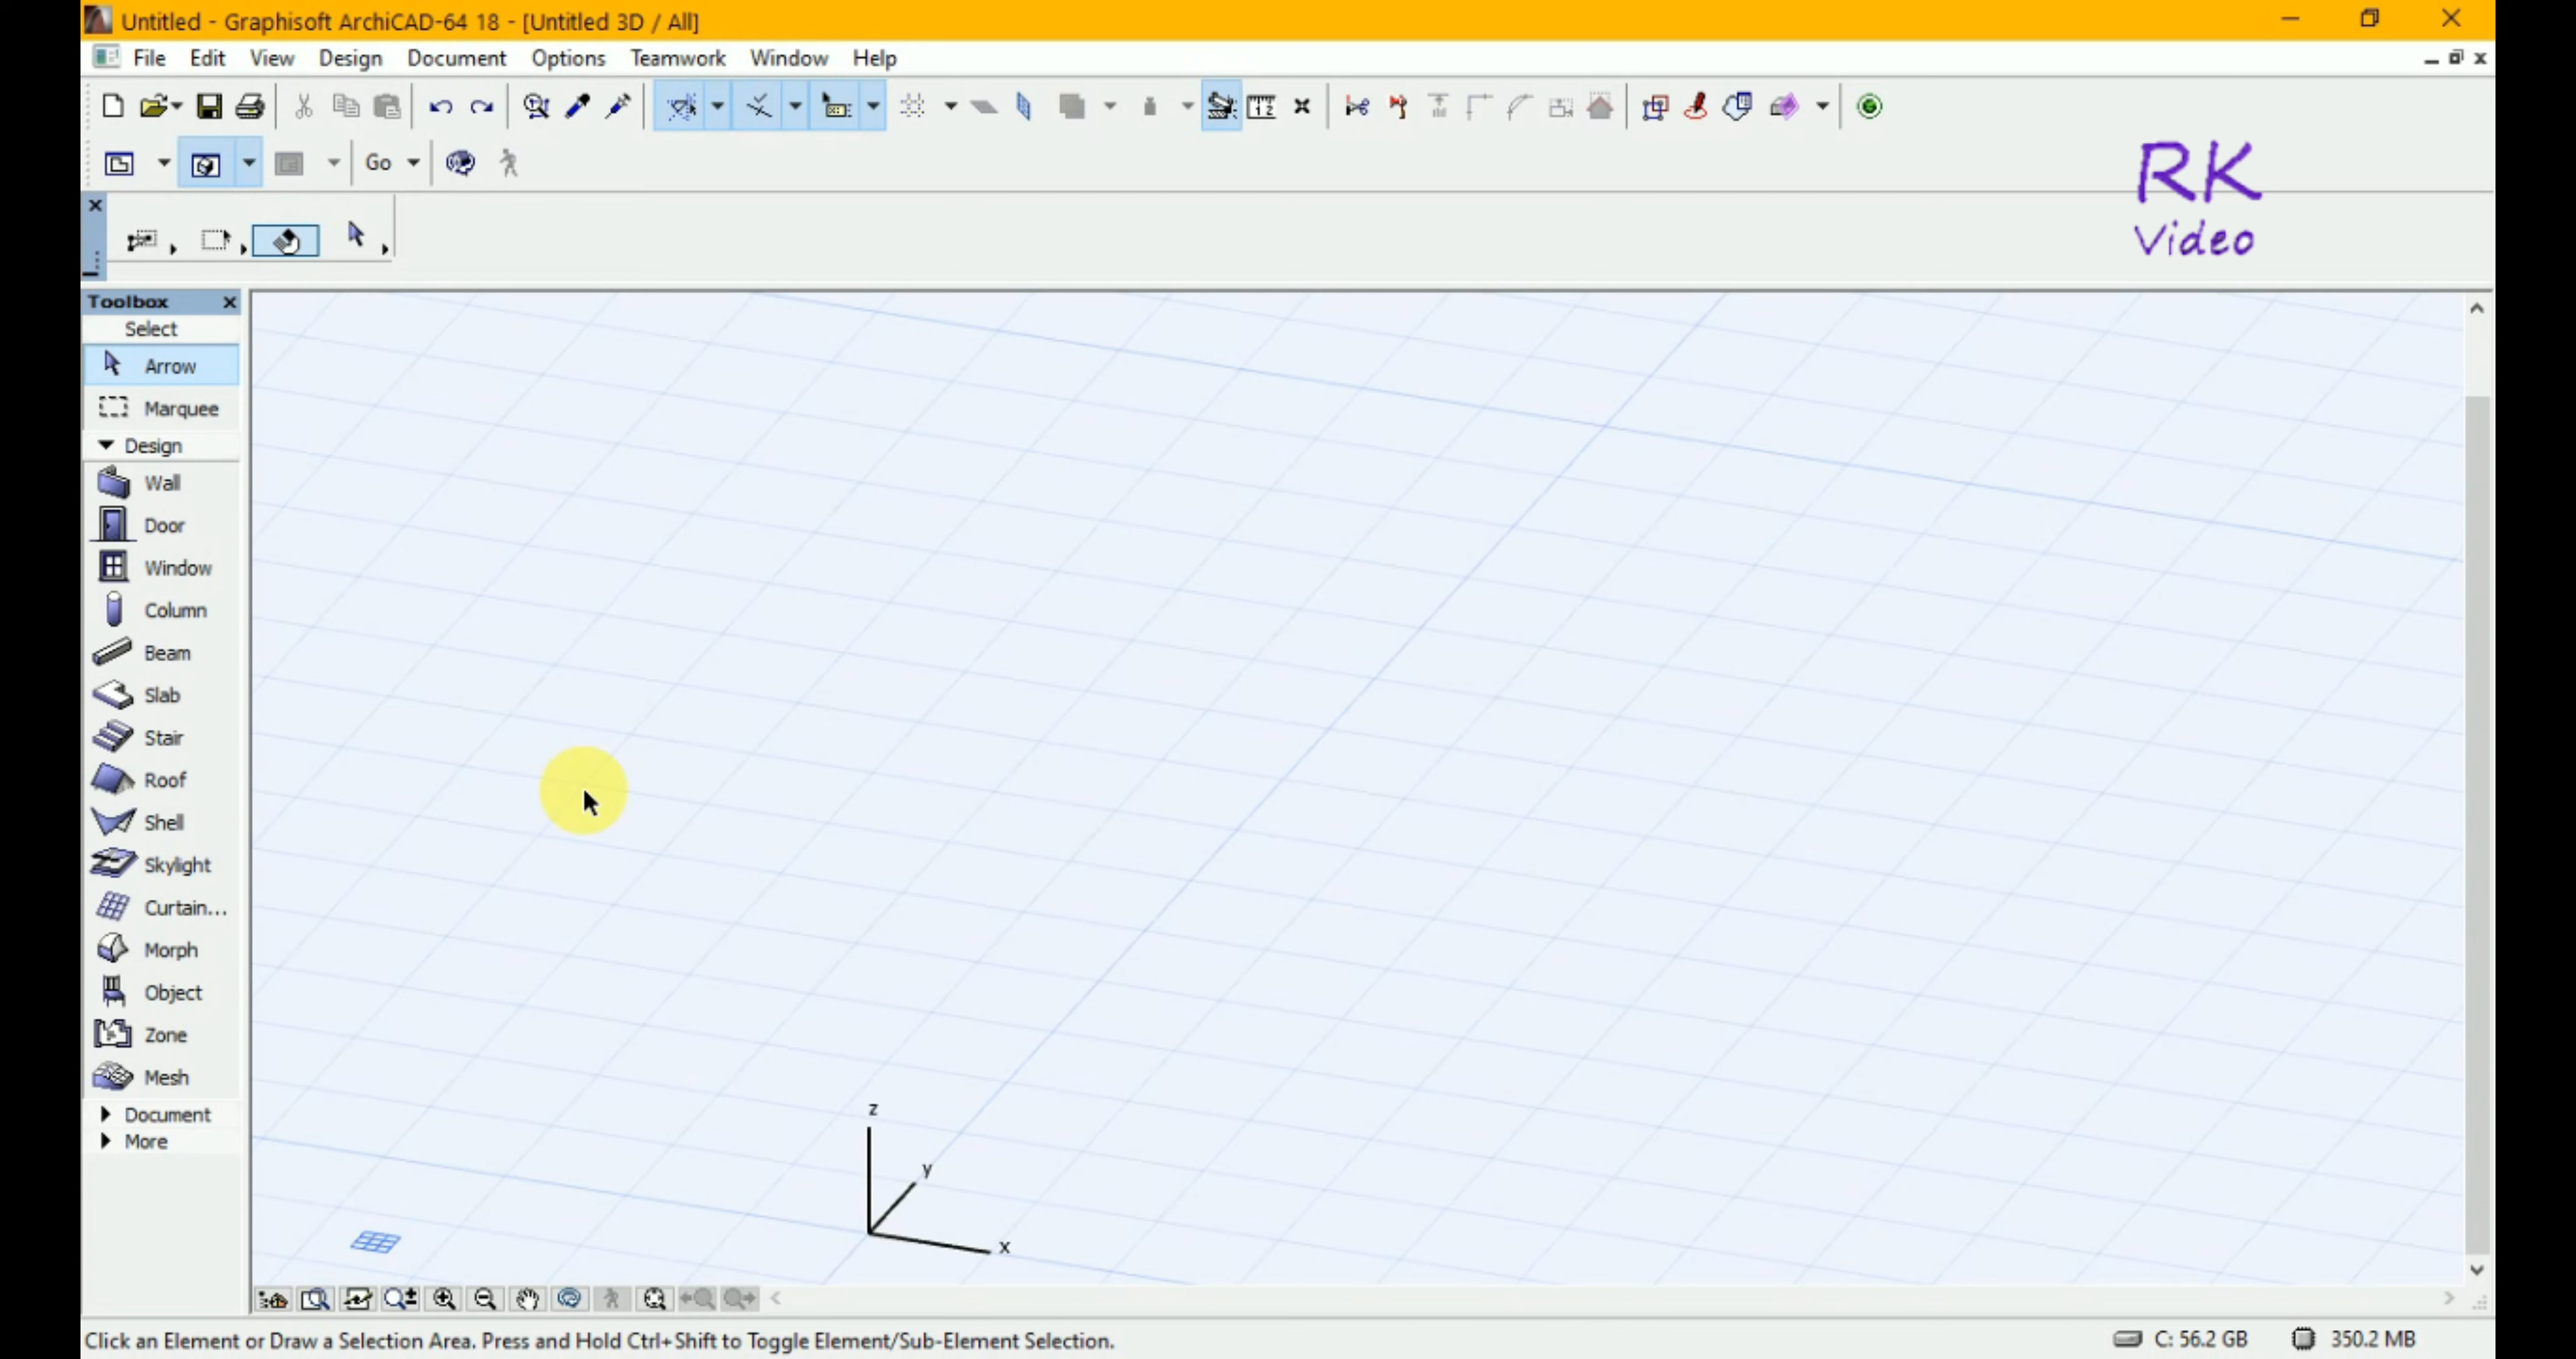 Untitled - Graphisoft ArchiCAD-64 18 - [Untitled 3D / All]
File Edit View Design Document Options Teamwork Window Help
Go
RK
Video
Toolbox
Select
Arrow
Marquee
Design
Wall
Door
Window
Column
Beam
Slab
Stair
Roof
Shell
Skylight
Curtain...
Morph
Object
Zone
Mesh
Document
More
z
y
x
Click an Element or Draw a Selection Area. Press and Hold Ctrl+Shift to Toggle Element/Sub-Element Selection.
C: 56.2 GB 350.2 MB